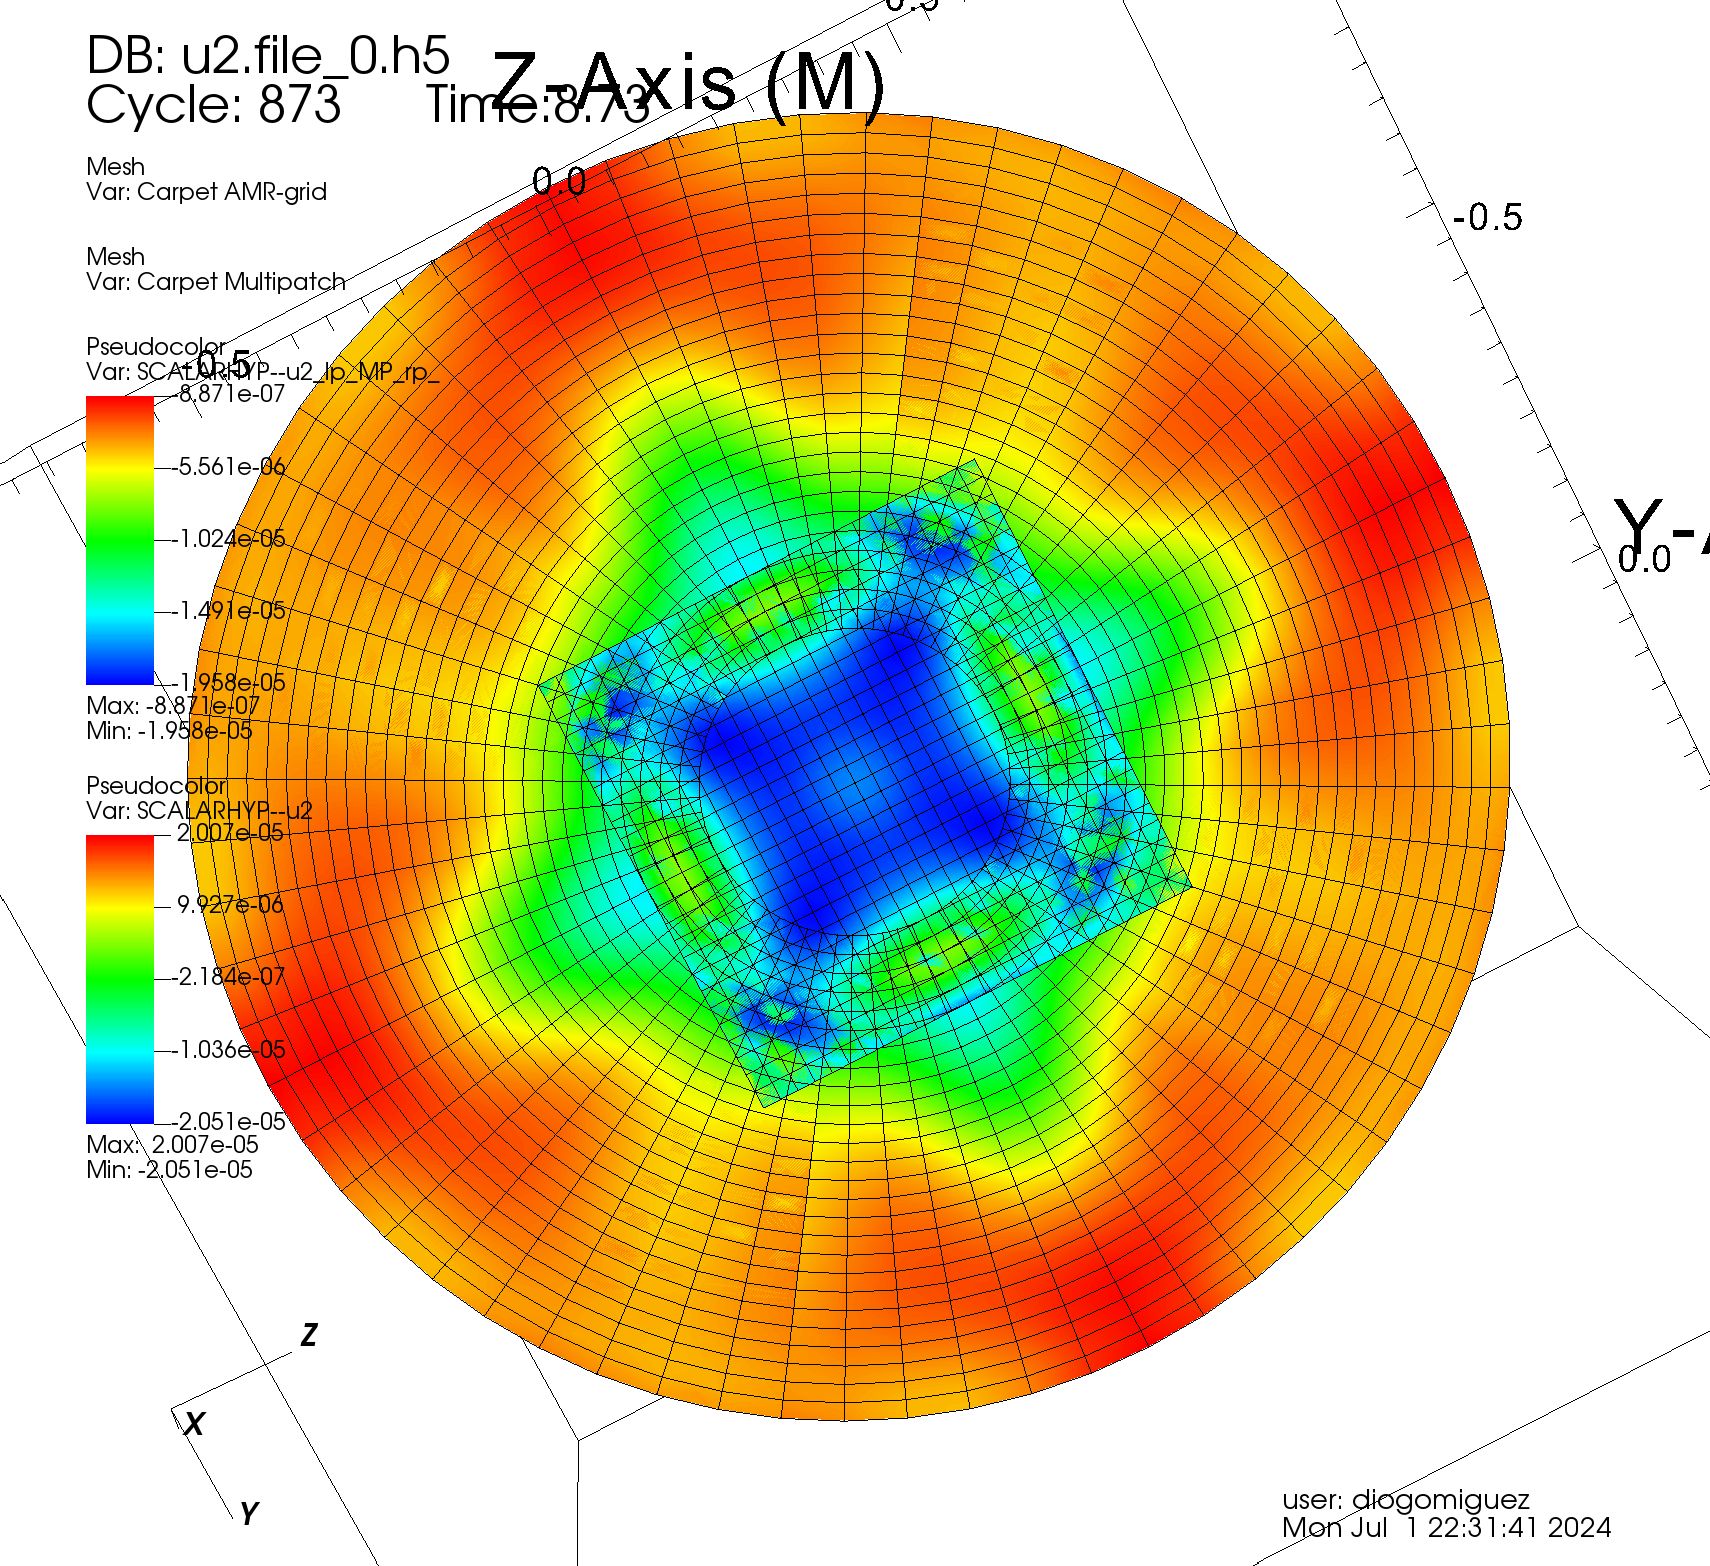 0.5
DB: u2.file_0.h5
Z-Axis (M)
Cycle: 873 Time:8.73
Mesh
Var: Carpet AMR-grid
0.0
-0.5
Mesh
Var: Carpet Multipatch
Pseudocolor
-0.5
Var: SCALARHYP--u2_lp_MP_rp_
-8.871e-07
-5.561e-06
-1.024e-05
-1.491e-05
-1.958e-05
Max: -8.871e-07
Min: -1.958e-05
Y-A
0.0
Pseudocolor
Var: SCALARHYP--u2
2.007e-05
9.927e-06
-2.184e-07
-1.036e-05
-2.051e-05
Max: 2.007e-05
Min: -2.051e-05
Z
X
Y
user: diogomiguez
Mon Jul 1 22:31:41 2024